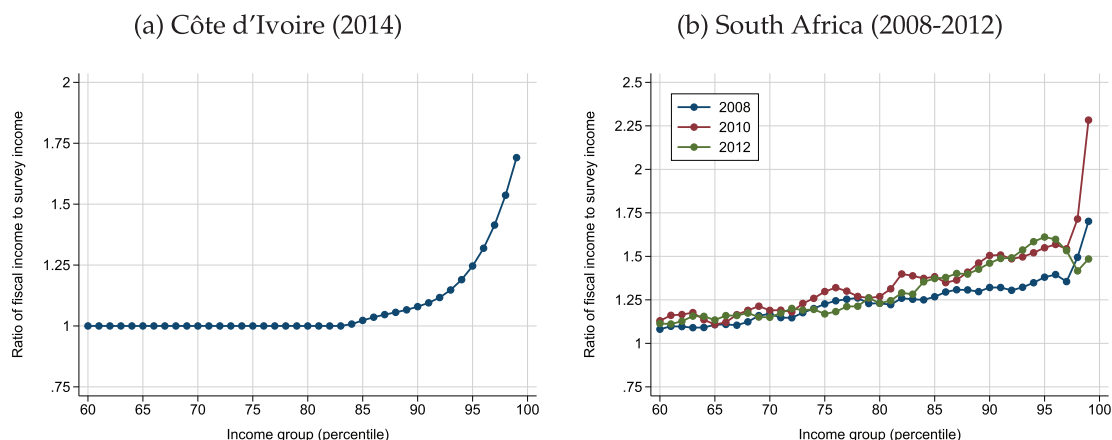 (a) Côte d'Ivoire (2014)
Ratio of fiscal income to survey income
2
1.75
1.5
1.25
1
.75
60 65 70 75 80 85 90 95 100
Income group (percentile)
(b) South Africa (2008-2012)
Ratio of fiscal income to survey income
2.5
2.25
2
1.75
1.5
1.25
1
.75
2008
2010
2012
60 65 70 75 80 85 90 95 100
Income group (percentile)